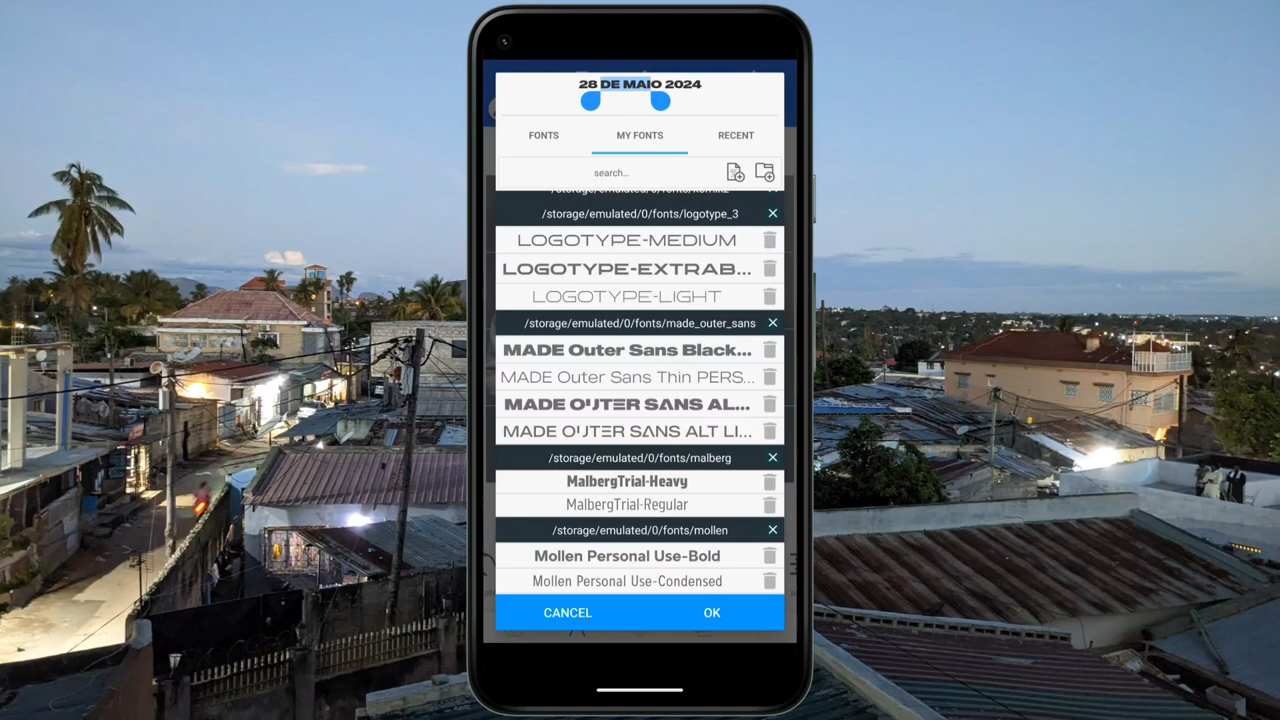 28 DE MAIO 2024
FONTS
MY FONTS
RECENT
search...
/storage/emulated/0/fonts/logotype_3
LOGOTYPE-MEDIUM
LOGOTYPE-EXTRAB...
LOGOTYPE-LIGHT
/storage/emulated/0/fonts/made_outer_sans
MADE Outer Sans Black...
MADE Outer Sans Thin PERS...
MADE OUTER SANS AL...
MADE OUTER SANS ALT LI...
/storage/emulated/0/fonts/malberg
MalbergTrial-Heavy
MalbergTrial-Regular
/storage/emulated/0/fonts/mollen
Mollen Personal Use-Bold
Mollen Personal Use-Condensed
CANCEL
OK